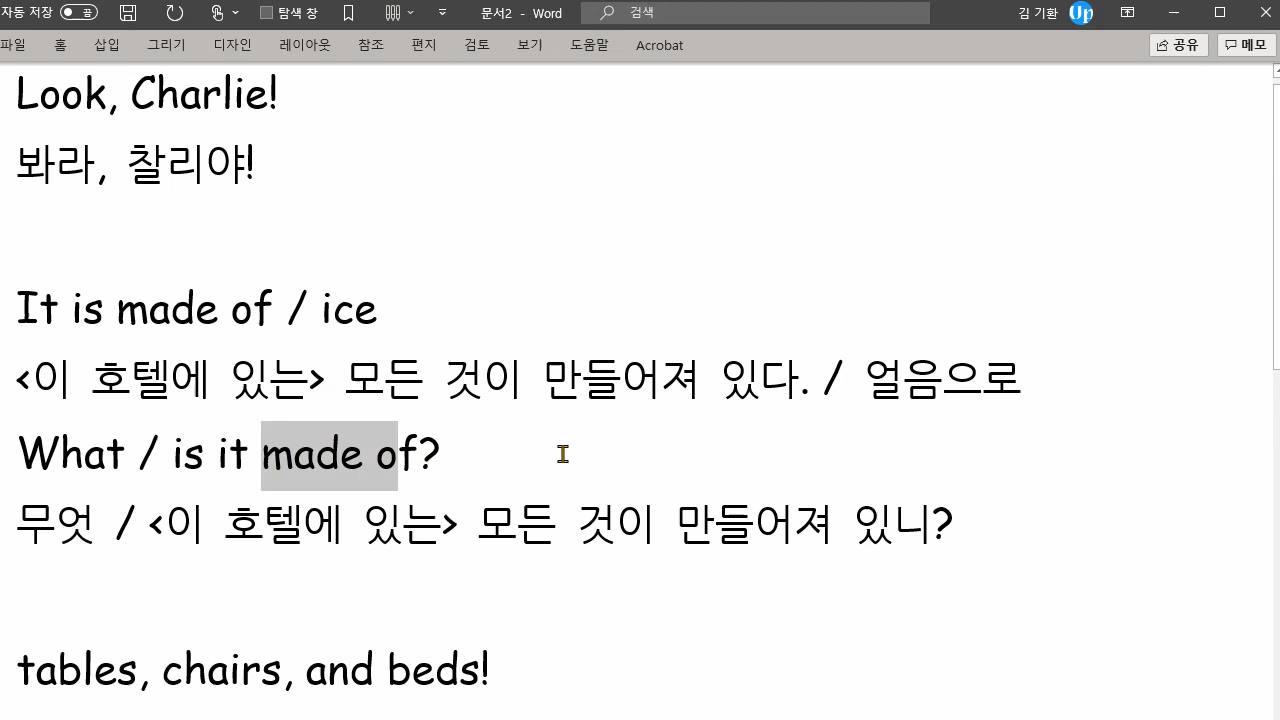 자동 저장 끔 탐색 창 문서2 - Word 검색 김 기환 Up
파일 홈 삽입 그리기 디자인 레이아웃 참조 편지 검토 보기 도움말 Acrobat 공유 메모
Look, Charlie!
봐라, 찰리야!
It is made of / ice
<이 호텔에 있는> 모든 것이 만들어져 있다. / 얼음으로
What / is it made of?
무엇 / <이 호텔에 있는> 모든 것이 만들어져 있니?
tables, chairs, and beds!